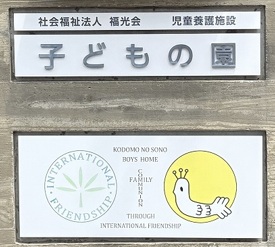 社会福祉法人 福光会 児童養護施設
子どもの園
KODOMO NO SONO
BOYS HOME
FAMILY
COMMUNION
THROUGH
INTERNATIONAL FRIENDSHIP
INTERNATIONAL
FRIENDSHIP